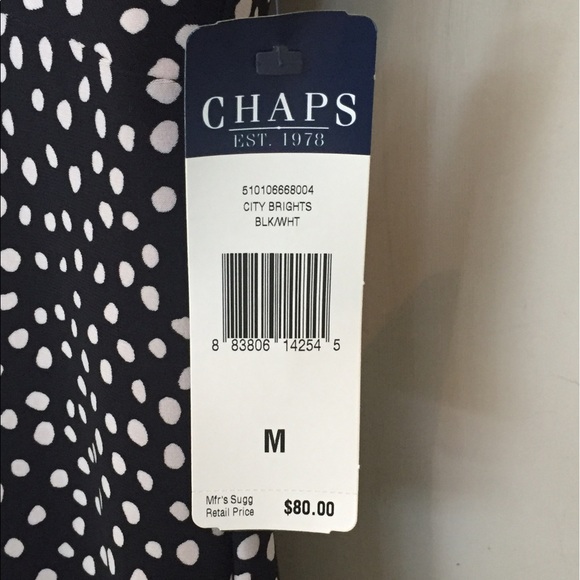 CHAPS
EST. 1978
510106668004
CITY BRIGHTS
BLK/WHT
8 83806 14254 5
M
Mfr's Sugg
Retail Price $80.00